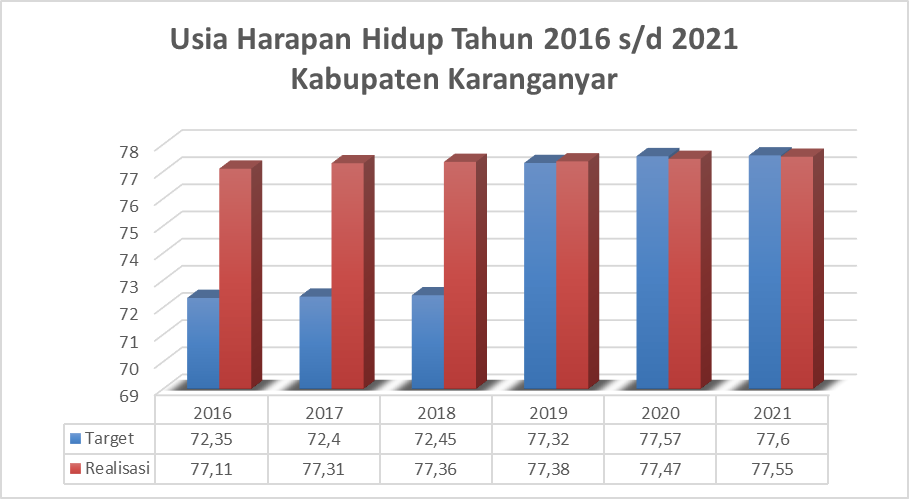 Usia Harapan Hidup Tahun 2016 s/d 2021
Kabupaten Karanganyar
78
77
76
75
74
73
72
71
70
69
2016 2017 2018 2019 2020 2021
Target 72,35 72,4 72,45 77,32 77,57 77,6
Realisasi 77,11 77,31 77,36 77,38 77,47 77,55